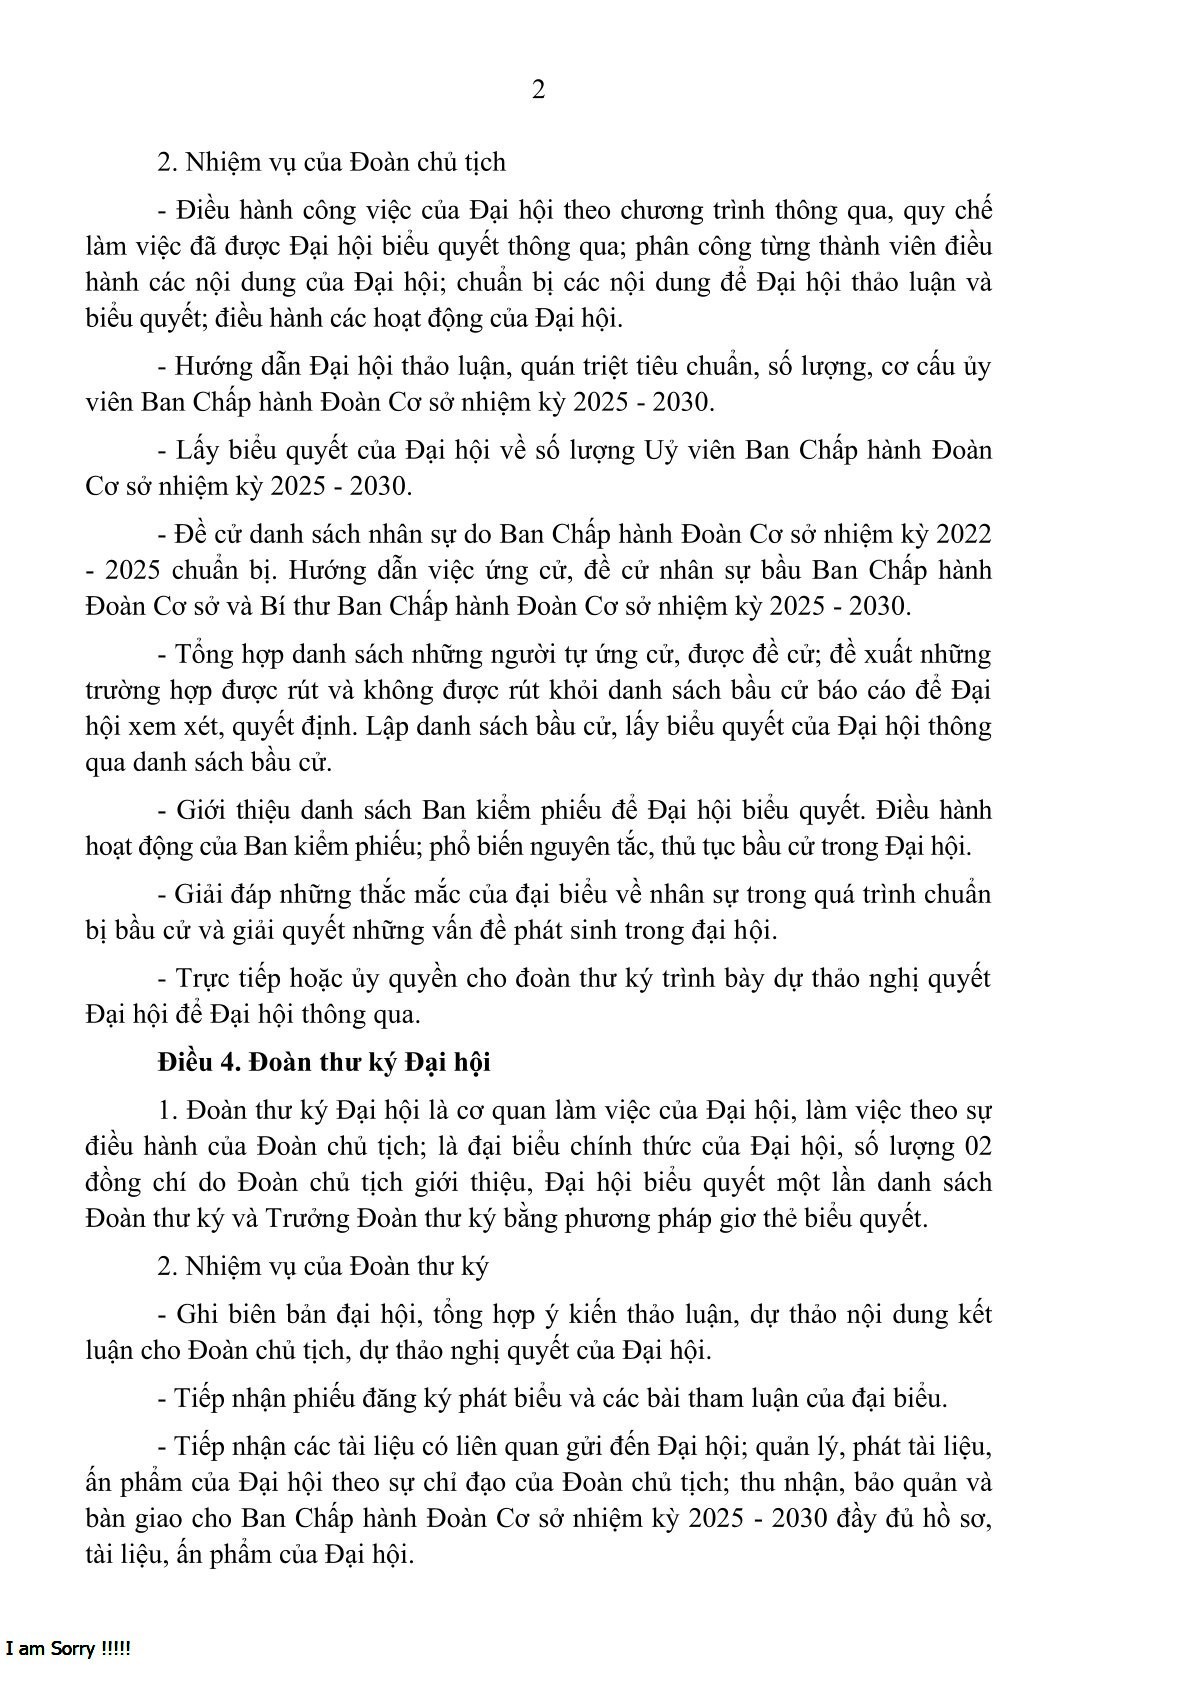 2
2. Nhiệm vụ của Đoàn chủ tịch
- Điều hành công việc của Đại hội theo chương trình thông qua, quy chế
làm việc đã được Đại hội biểu quyết thông qua; phân công từng thành viên điều
hành các nội dung của Đại hội; chuẩn bị các nội dung để Đại hội thảo luận và
biểu quyết; điều hành các hoạt động của Đại hội.
- Hướng dẫn Đại hội thảo luận, quán triệt tiêu chuẩn, số lượng, cơ cấu ủy
viên Ban Chấp hành Đoàn Cơ sở nhiệm kỳ 2025 - 2030.
- Lấy biểu quyết của Đại hội về số lượng Uỷ viên Ban Chấp hành Đoàn
Cơ sở nhiệm kỳ 2025 - 2030.
- Đề cử danh sách nhân sự do Ban Chấp hành Đoàn Cơ sở nhiệm kỳ 2022
- 2025 chuẩn bị. Hướng dẫn việc ứng cử, đề cử nhân sự bầu Ban Chấp hành
Đoàn Cơ sở và Bí thư Ban Chấp hành Đoàn Cơ sở nhiệm kỳ 2025 - 2030.
- Tổng hợp danh sách những người tự ứng cử, được đề cử; đề xuất những
trường hợp được rút và không được rút khỏi danh sách bầu cử báo cáo để Đại
hội xem xét, quyết định. Lập danh sách bầu cử, lấy biểu quyết của Đại hội thông
qua danh sách bầu cử.
- Giới thiệu danh sách Ban kiểm phiếu để Đại hội biểu quyết. Điều hành
hoạt động của Ban kiểm phiếu; phổ biến nguyên tắc, thủ tục bầu cử trong Đại hội.
- Giải đáp những thắc mắc của đại biểu về nhân sự trong quá trình chuẩn
bị bầu cử và giải quyết những vấn đề phát sinh trong đại hội.
- Trực tiếp hoặc ủy quyền cho đoàn thư ký trình bày dự thảo nghị quyết
Đại hội để Đại hội thông qua.
Điều 4. Đoàn thư ký Đại hội
1. Đoàn thư ký Đại hội là cơ quan làm việc của Đại hội, làm việc theo sự
điều hành của Đoàn chủ tịch; là đại biểu chính thức của Đại hội, số lượng 02
đồng chí do Đoàn chủ tịch giới thiệu, Đại hội biểu quyết một lần danh sách
Đoàn thư ký và Trưởng Đoàn thư ký bằng phương pháp giơ thẻ biểu quyết.
2. Nhiệm vụ của Đoàn thư ký
- Ghi biên bản đại hội, tổng hợp ý kiến thảo luận, dự thảo nội dung kết
luận cho Đoàn chủ tịch, dự thảo nghị quyết của Đại hội.
- Tiếp nhận phiếu đăng ký phát biểu và các bài tham luận của đại biểu.
- Tiếp nhận các tài liệu có liên quan gửi đến Đại hội; quản lý, phát tài liệu,
ấn phẩm của Đại hội theo sự chỉ đạo của Đoàn chủ tịch; thu nhận, bảo quản và
bàn giao cho Ban Chấp hành Đoàn Cơ sở nhiệm kỳ 2025 - 2030 đầy đủ hồ sơ,
tài liệu, ấn phẩm của Đại hội.
I am Sorry !!!!!